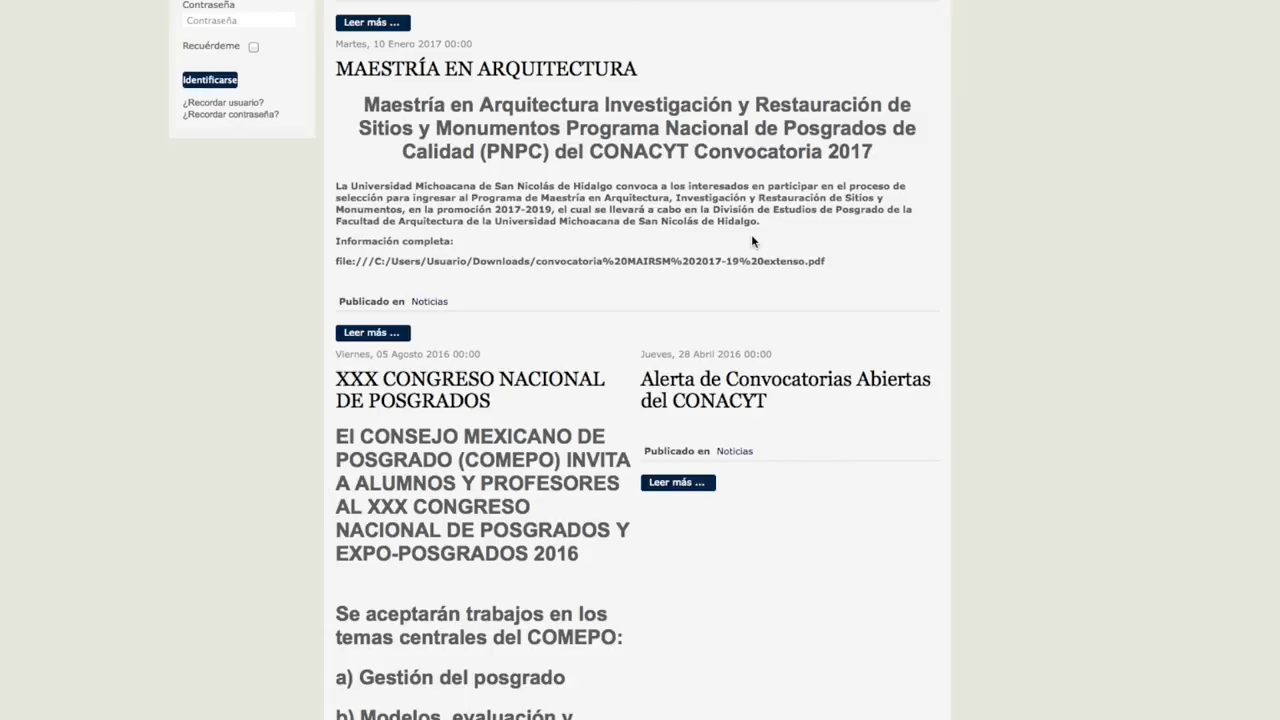 Contraseña
Contraseña
Recuérdeme
Identificarse
¿Recordar usuario?
¿Recordar contraseña?
Leer más ...
Martes, 10 Enero 2017 00:00
MAESTRÍA EN ARQUITECTURA
Maestría en Arquitectura Investigación y Restauración de
Sitios y Monumentos Programa Nacional de Posgrados de
Calidad (PNPC) del CONACYT Convocatoria 2017
La Universidad Michoacana de San Nicolás de Hidalgo convoca a los interesados en participar en el proceso de
selección para ingresar al Programa de Maestría en Arquitectura, Investigación y Restauración de Sitios y
Monumentos, en la promoción 2017-2019, el cual se llevará a cabo en la División de Estudios de Posgrado de la
Facultad de Arquitectura de la Universidad Michoacana de San Nicolás de Hidalgo.
Información completa:
file:///C:/Users/Usuario/Downloads/convocatoria%20MAIRSM%202017-19%20extenso.pdf
Publicado en Noticias
Leer más ...
Viernes, 05 Agosto 2016 00:00
XXX CONGRESO NACIONAL
DE POSGRADOS
El CONSEJO MEXICANO DE
POSGRADO (COMEPO) INVITA
A ALUMNOS Y PROFESORES
AL XXX CONGRESO
NACIONAL DE POSGRADOS Y
EXPO-POSGRADOS 2016
Se aceptarán trabajos en los
temas centrales del COMEPO:
a) Gestión del posgrado
b) Modelos, evaluación y
Jueves, 28 Abril 2016 00:00
Alerta de Convocatorias Abiertas
del CONACYT
Publicado en Noticias
Leer más ...